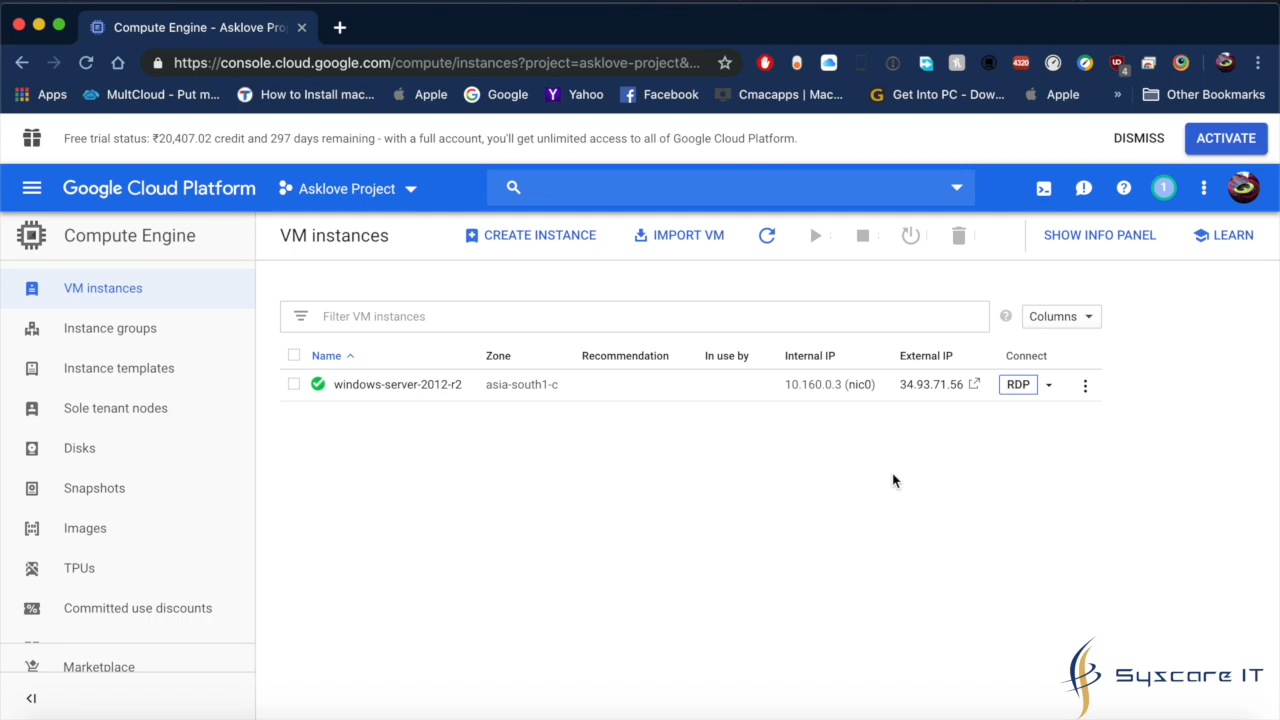 Compute Engine - Asklove Pro
https://console.cloud.google.com/compute/instances?project=asklove-project&...
4320
UD
4
Apps
MultCloud - Put m...
How to Install mac...
Apple
Google
Yahoo
Facebook
Cmacapps | Mac...
Get Into PC - Dow...
Apple
»
Other Bookmarks
Free trial status: ₹20,407.02 credit and 297 days remaining - with a full account, you'll get unlimited access to all of Google Cloud Platform.
DISMISS
ACTIVATE
Google Cloud Platform
Asklove Project
1
Compute Engine
VM instances
CREATE INSTANCE
IMPORT VM
SHOW INFO PANEL
LEARN
VM instances
Instance groups
Instance templates
Sole tenant nodes
Disks
Snapshots
Images
TPUs
Committed use discounts
Marketplace
Filter VM instances
Columns
Name
Zone
Recommendation
In use by
Internal IP
External IP
Connect
windows-server-2012-r2
asia-south1-c
10.160.0.3 (nic0)
34.93.71.56
RDP
Syscare IT